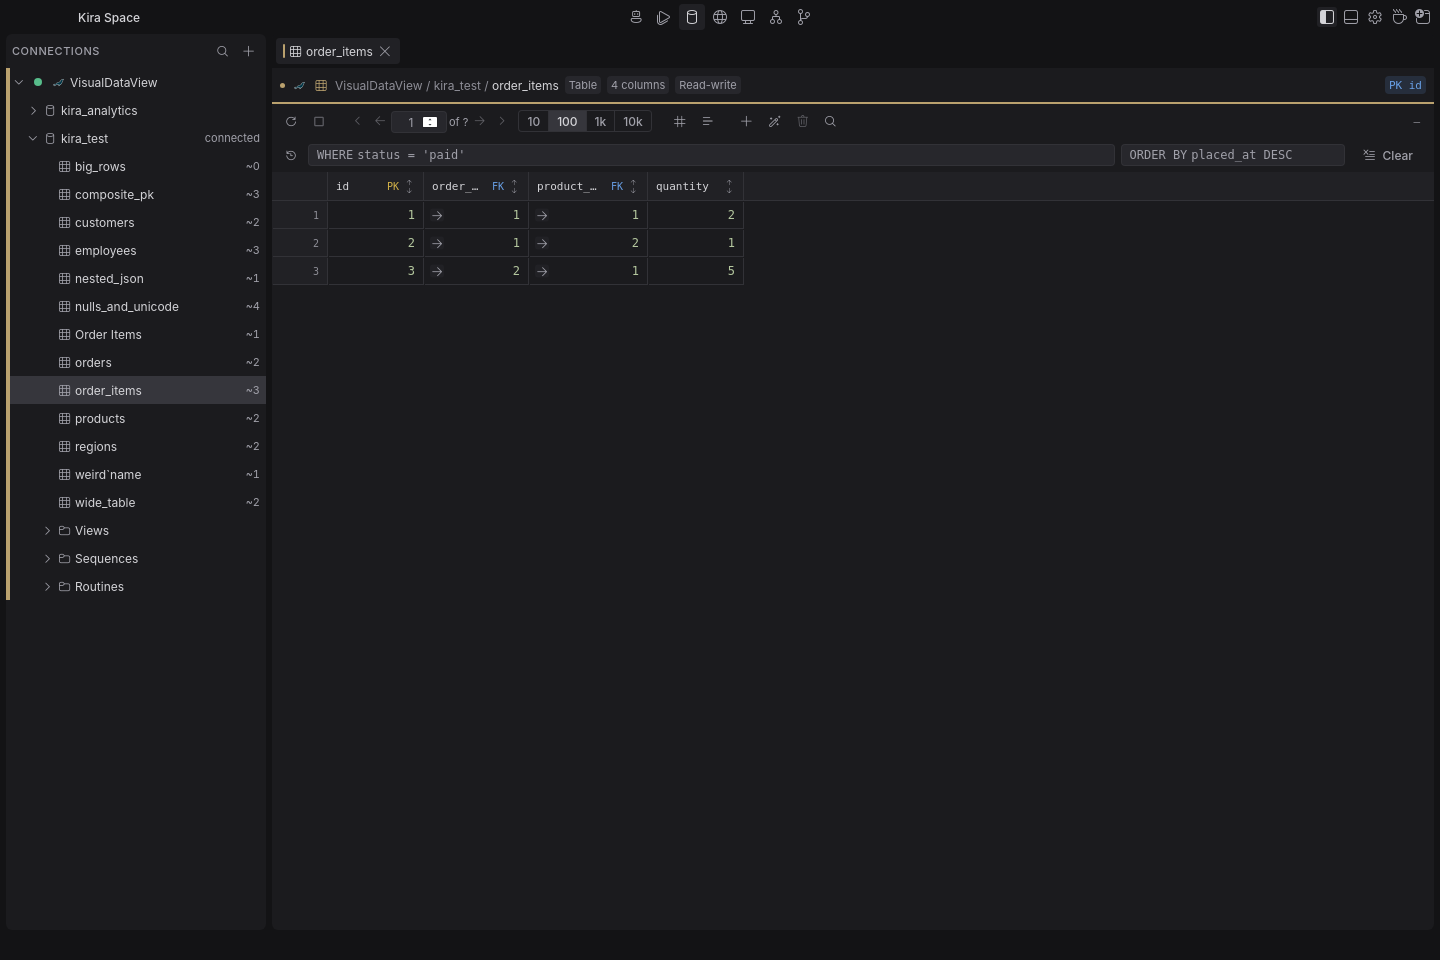 Kira Space
CONNECTIONS
order_items
VisualDataView
VisualDataView / kira_test / order_items Table 4 columns Read-write PK id
kira_analytics
kira_test connected
1 of ? 10 100 1k 10k
WHERE status = 'paid' ORDER BY placed_at DESC Clear
big_rows ~0
composite_pk ~3
customers ~2
employees ~3
nested_json ~1
nulls_and_unicode ~4
Order Items ~1
orders ~2
order_items ~3
products ~2
regions ~2
weird`name ~1
wide_table ~2
Views
Sequences
Routines
id PK order_… FK product_… FK quantity
1 1 → 1 → 1 2
2 2 → 1 → 2 1
3 3 → 2 → 1 5